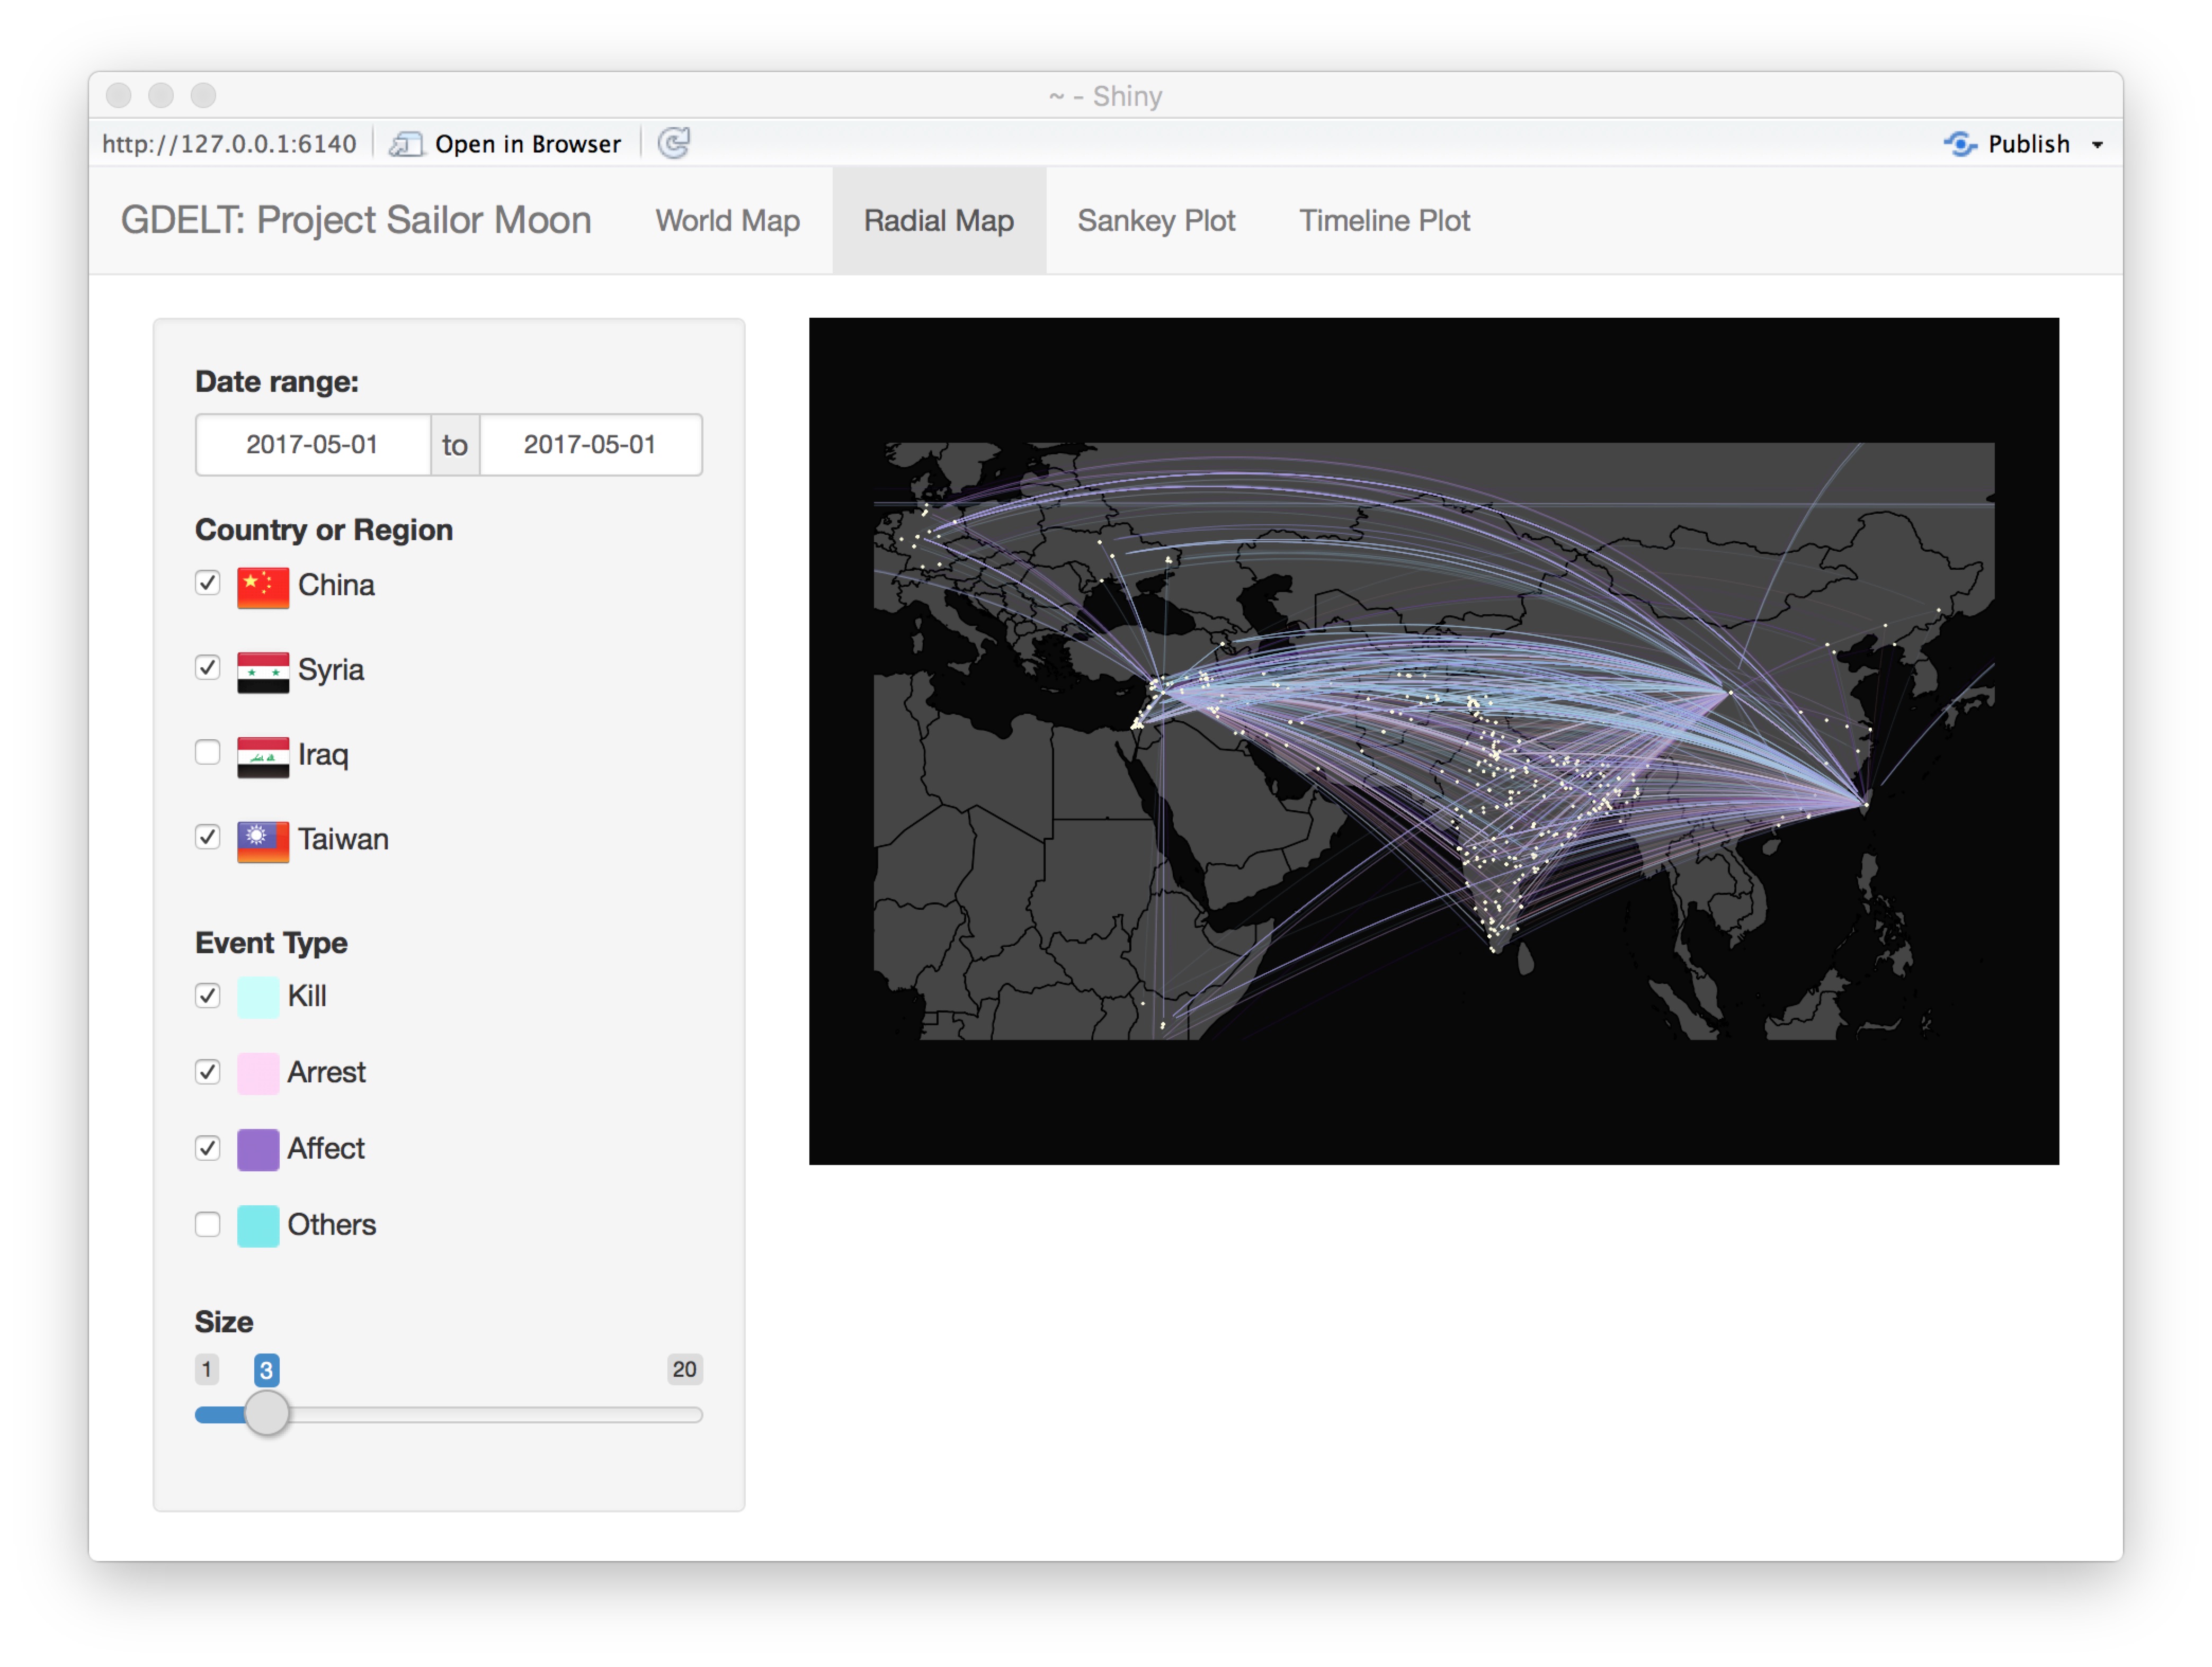 ~ - Shiny
http://127.0.0.1:6140 Open in Browser Publish
GDELT: Project Sailor Moon World Map Radial Map Sankey Plot Timeline Plot
Date range:
2017-05-01 to 2017-05-01
Country or Region
China
Syria
Iraq
Taiwan
Event Type
Kill
Arrest
Affect
Others
Size
1 3 20